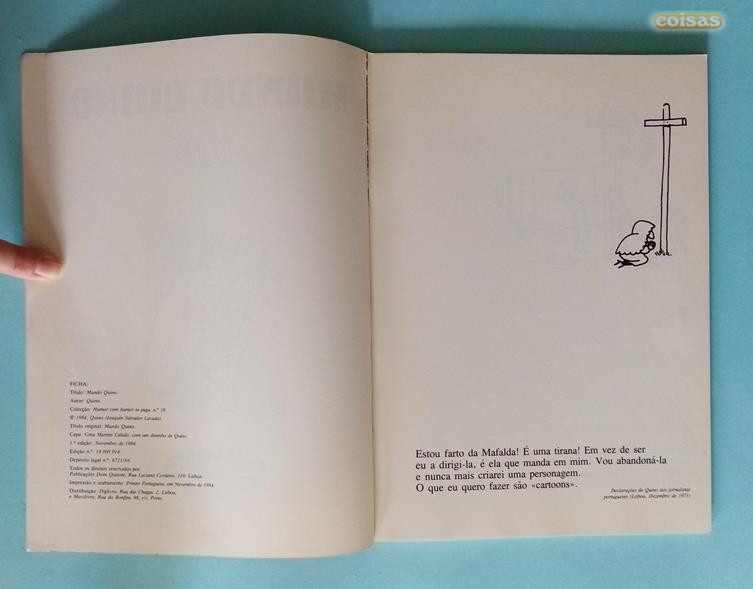 coisas
FICHA:
Título: Mundo Quino.
Autor: Quino.
Colecção: Humor com humor se paga, n.º 18
© 1984, Quino (Joaquín Salvador Lavado)
Título original: Mundo Quino.
Capa: Gina Martins Calado, com um desenho de Quino.
1.ª edição: Novembro de 1984
Edição n.º: 18 HH 914
Depósito legal n.º: 6721/84
Todos os direitos reservados por:
Publicações Dom Quixote, Rua Luciano Cordeiro, 119, Lisboa
Impressão e acabamento: Printer Portuguesa, em Novembro de 1984
Distribuição: Diglivro, Rua das Chagas, 2, Lisboa,
e Movilivro, Rua do Bonfim, 98, r/c, Porto.
Estou farto da Mafalda! É uma tirana! Em vez de ser
eu a dirigi-la, é ela que manda em mim. Vou abandoná-la
e nunca mais criarei uma personagem.
O que eu quero fazer são «cartoons».
Declarações de Quino aos jornalistas
portugueses (Lisboa, Dezembro de 1973)